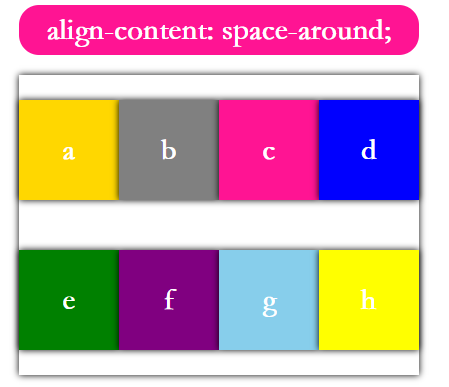 align-content: space-around;
a b c d
e f g h